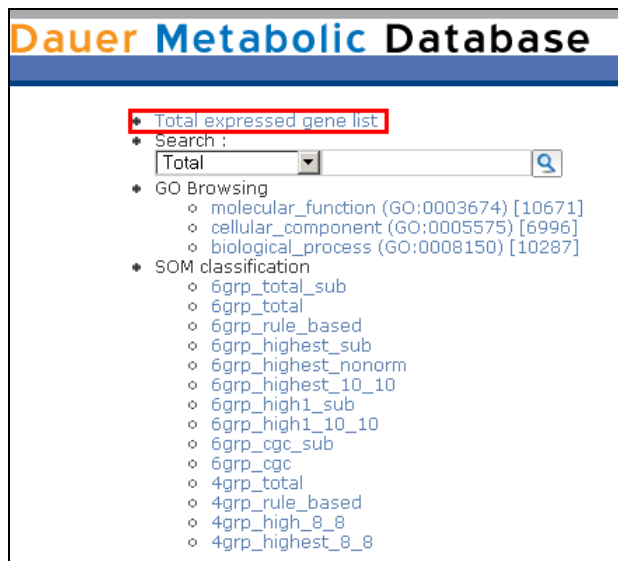 Dauer Metabolic Database
Total expressed gene list
Search :
Total
GO Browsing
molecular_function (GO:0003674) [10671]
cellular_component (GO:0005575) [6996]
biological_process (GO:0008150) [10287]
SOM classification
6grp_total_sub
6grp_total
6grp_rule_based
6grp_highest_sub
6grp_highest_nonorm
6grp_highest_10_10
6grp_high1_sub
6grp_high1_10_10
6grp_cgc_sub
6grp_cgc
4grp_total
4grp_rule_based
4grp_high_8_8
4grp_highest_8_8